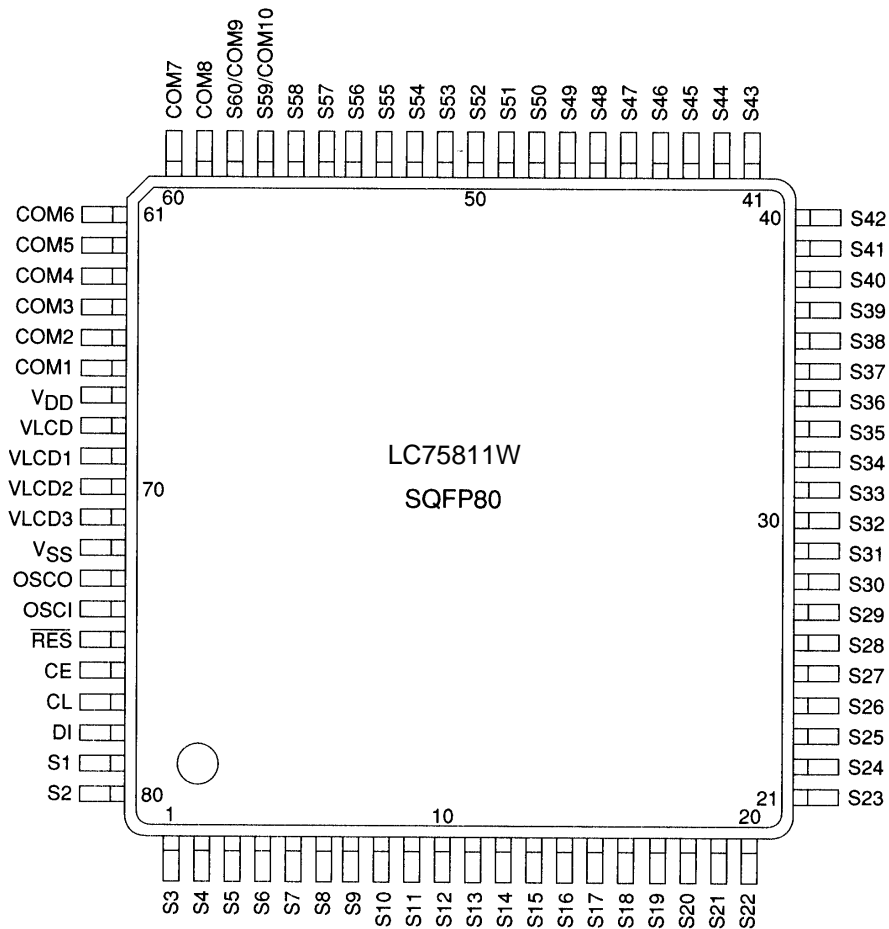 COM7
COM8
S60/COM9
S59/COM10
S58
S57
S56
S55
S54
S53
S52
S51
S50
S49
S48
S47
S46
S45
S44
S43
60
50
41
61
40
COM6
COM5
COM4
COM3
COM2
COM1
VDD
VLCD
VLCD1
VLCD2
VLCD3
VSS
OSCO
OSCI
RES
CE
CL
DI
S1
S2
70
LC75811W
SQFP80
30
S42
S41
S40
S39
S38
S37
S36
S35
S34
S33
S32
S31
S30
S29
S28
S27
S26
S25
S24
S23
80
21
1
10
20
S3
S4
S5
S6
S7
S8
S9
S10
S11
S12
S13
S14
S15
S16
S17
S18
S19
S20
S21
S22